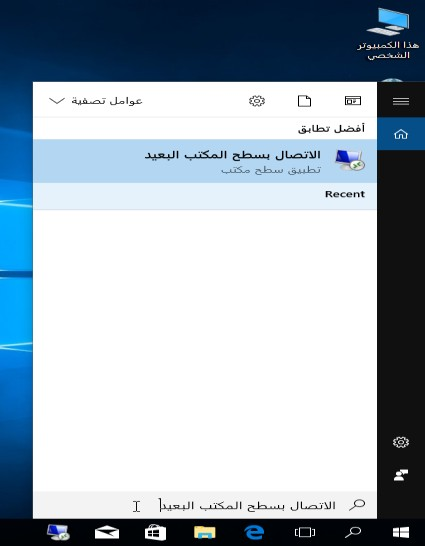 هذا الكمبيوتر
الشخصي
عوامل تصفية
أفضل تطابق
الاتصال بسطح المكتب البعيد
تطبيق سطح مكتب
Recent
الاتصال بسطح المكتب البعيد